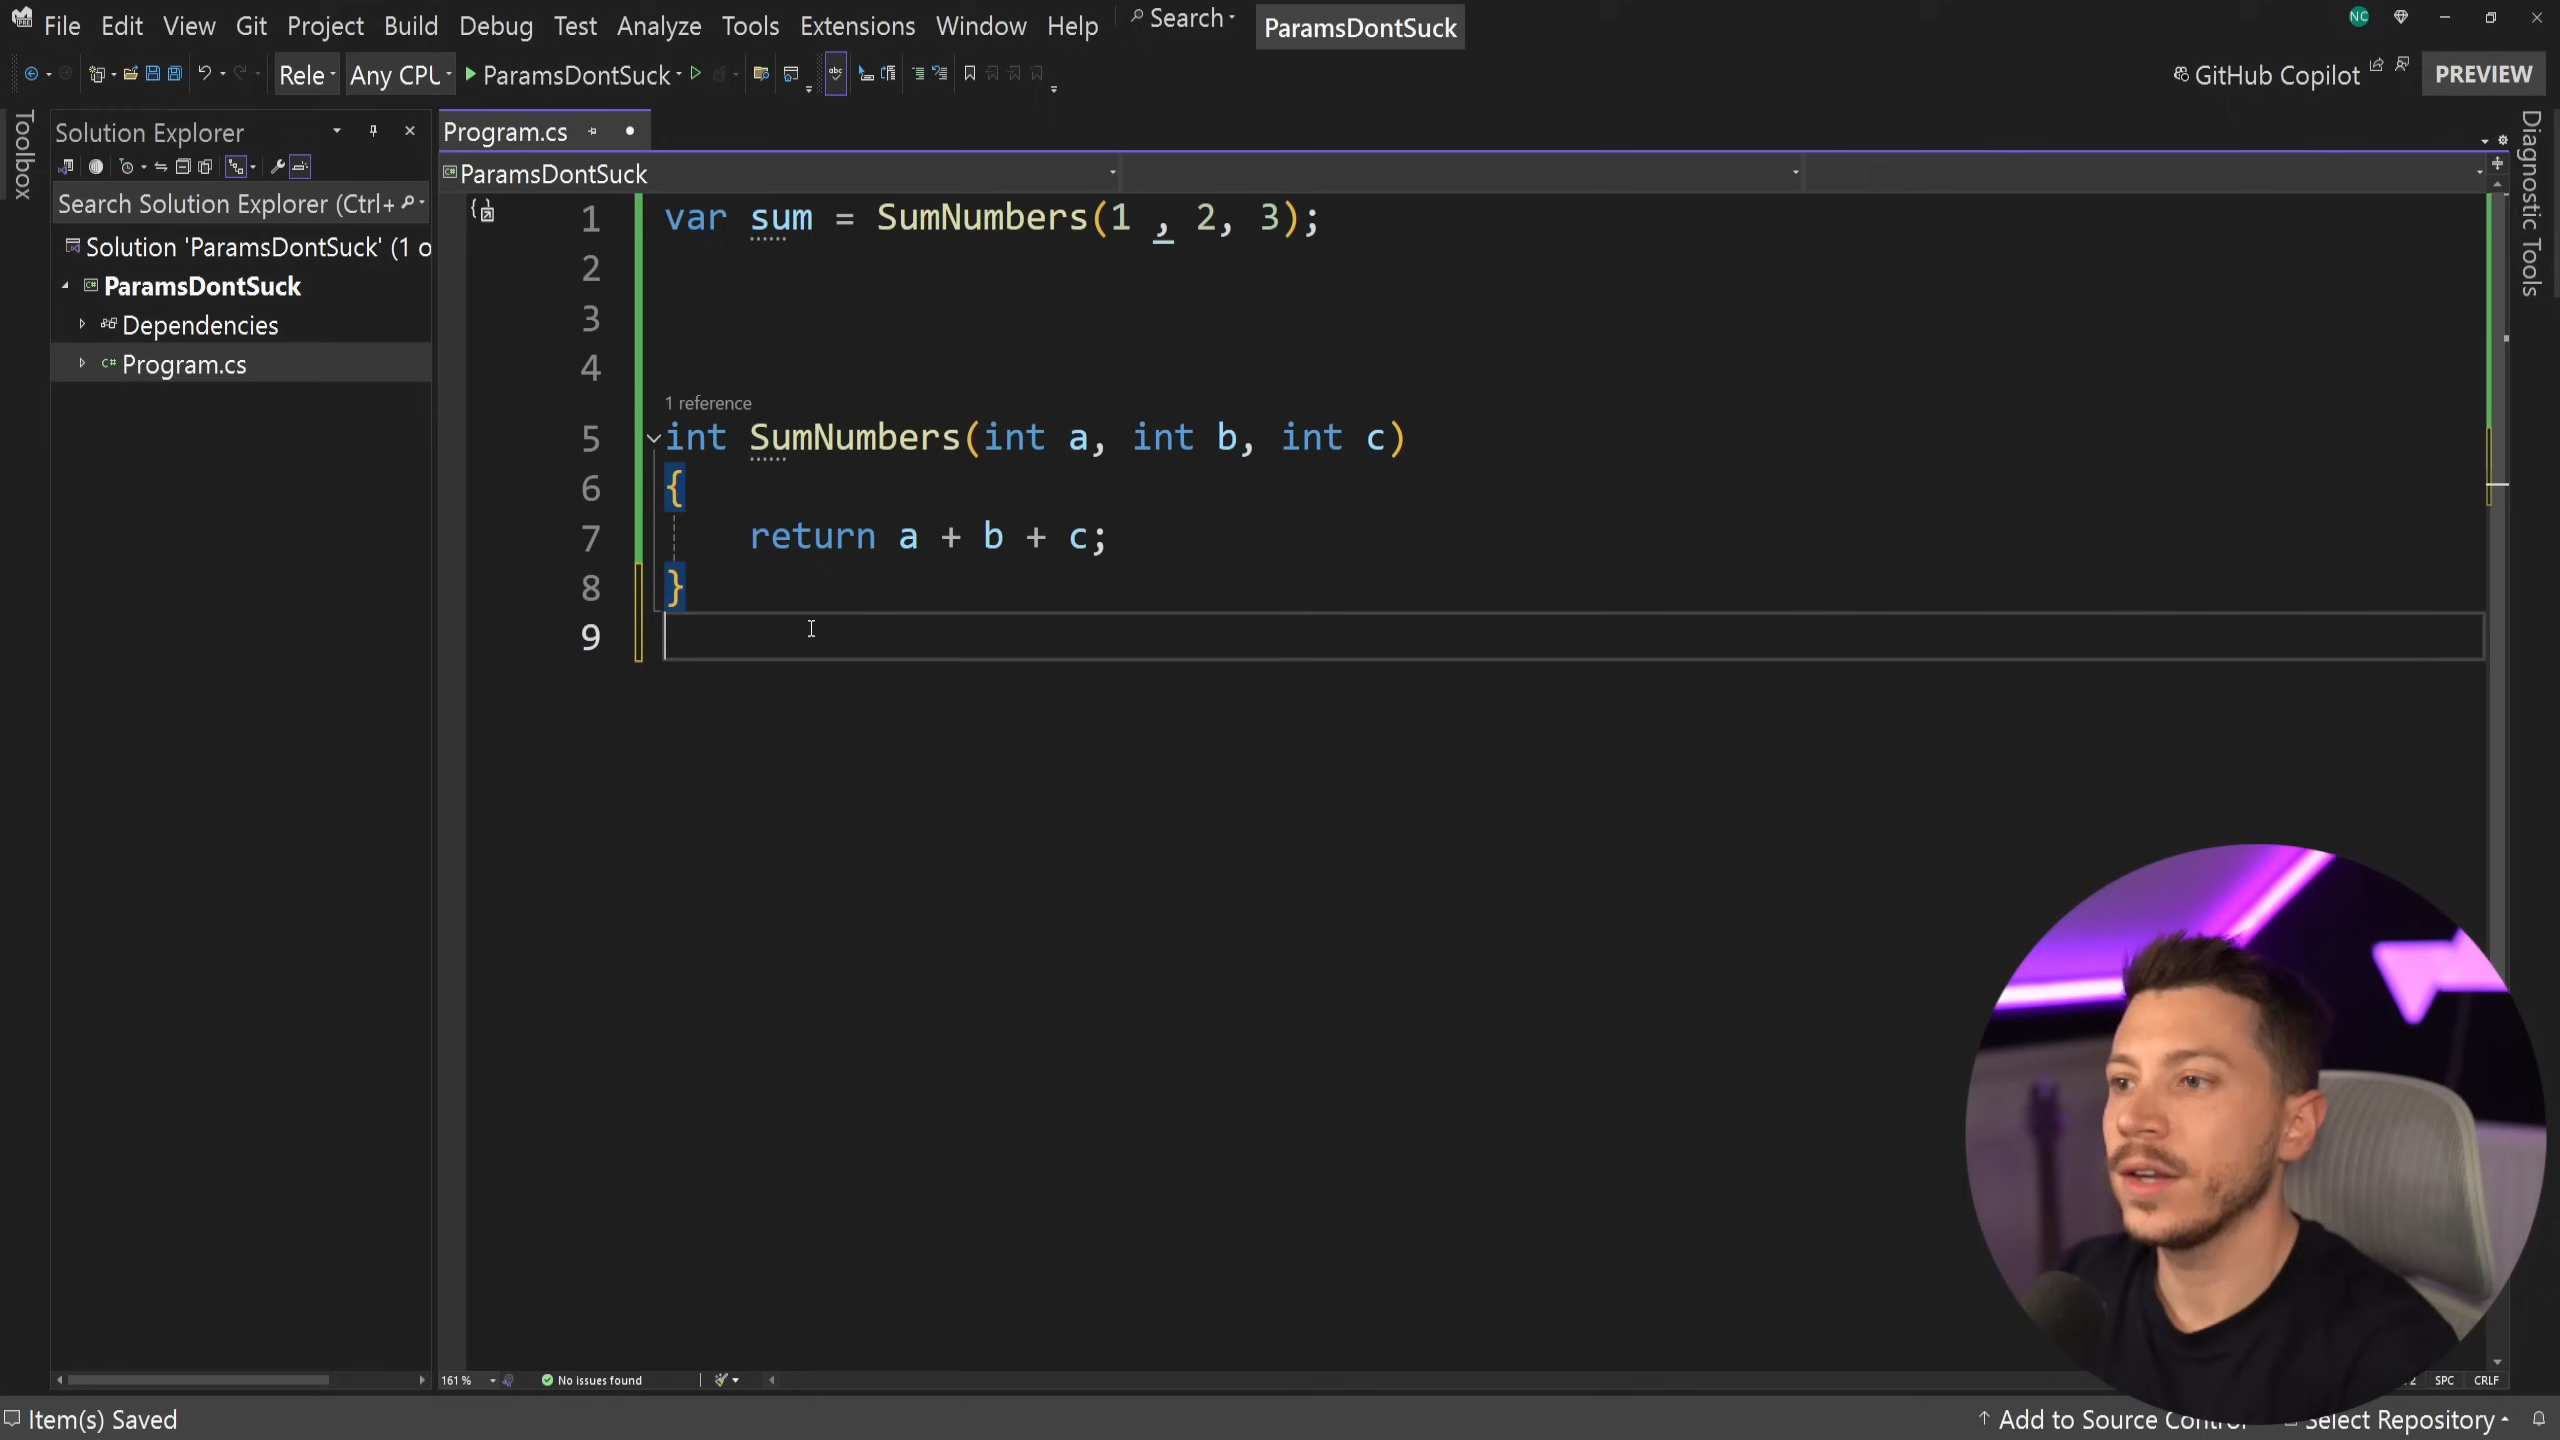 File Edit View Git Project Build Debug Test Analyze Tools Extensions Window Help Search ParamsDontSuck
NC
Rele Any CPU ParamsDontSuck
GitHub Copilot PREVIEW
Toolbox
Solution Explorer
Search Solution Explorer (Ctrl+
Solution 'ParamsDontSuck' (1 o
ParamsDontSuck
Dependencies
Program.cs
Program.cs
ParamsDontSuck
1 var sum = SumNumbers(1 , 2, 3);
2
3
4
1 reference
5 int SumNumbers(int a, int b, int c)
6 {
7 return a + b + c;
8 }
9
Diagnostic Tools
161 % No issues found
SPC CRLF
Item(s) Saved
Add to Source Control Select Repository